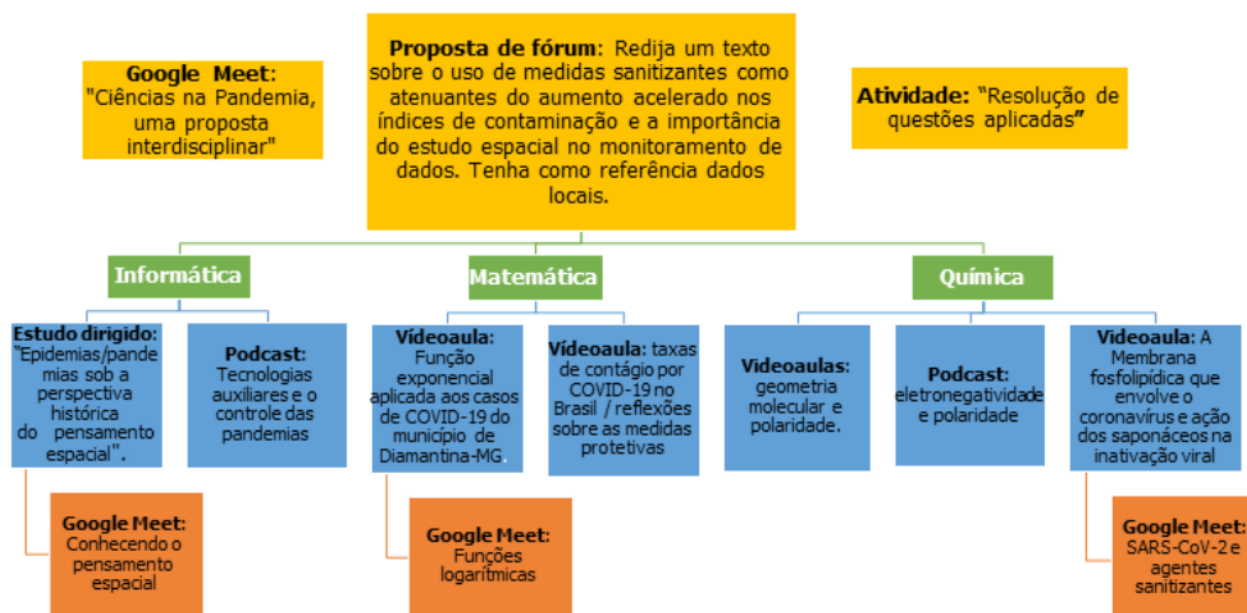 Google Meet:
"Ciências na Pandemia,
uma proposta
interdisciplinar"
Proposta de fórum: Redija um texto
sobre o uso de medidas sanitizantes como
atenuantes do aumento acelerado nos
índices de contaminação e a importância
do estudo espacial no monitoramento de
dados. Tenha como referência dados
locais.
Atividade: "Resolução de
questões aplicadas"
Informática
Matemática
Química
Estudo dirigido:
"Epidemias/pande
mias sob a
perspectiva
histórica
do pensamento
espacial".
Podcast:
Tecnologias
auxiliares e o
controle das
pandemias
Vídeoaula:
Função
exponencial
aplicada aos casos
de COVID-19 do
município de
Diamantina-MG.
Vídeoaula: taxas
de contágio por
COVID-19 no
Brasil / reflexões
sobre as medidas
protetivas
Videoaulas:
geometria
molecular e
polaridade.
Podcast:
eletronegatividade
e polaridade
Videoaula: A
Membrana
fosfolipídica que
envolve o
coronavírus e ação
dos saponáceos na
inativação viral
Google Meet:
Conhecendo o
pensamento
espacial
Google Meet:
Funções
logarítmicas
Google Meet:
SARS-CoV-2 e
agentes
sanitizantes